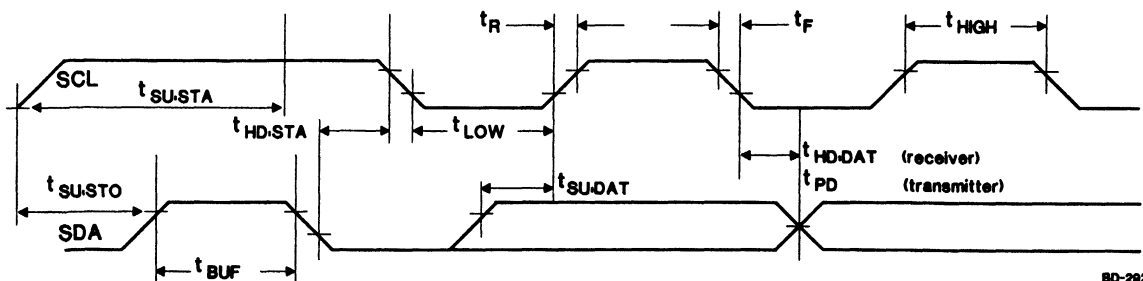 tR tF tHIGH
SCL
tSU:STA
tHD:STA tLOW
tHD:DAT (receiver)
tSU:STO tSU:DAT tPD (transmitter)
SDA
tBUF